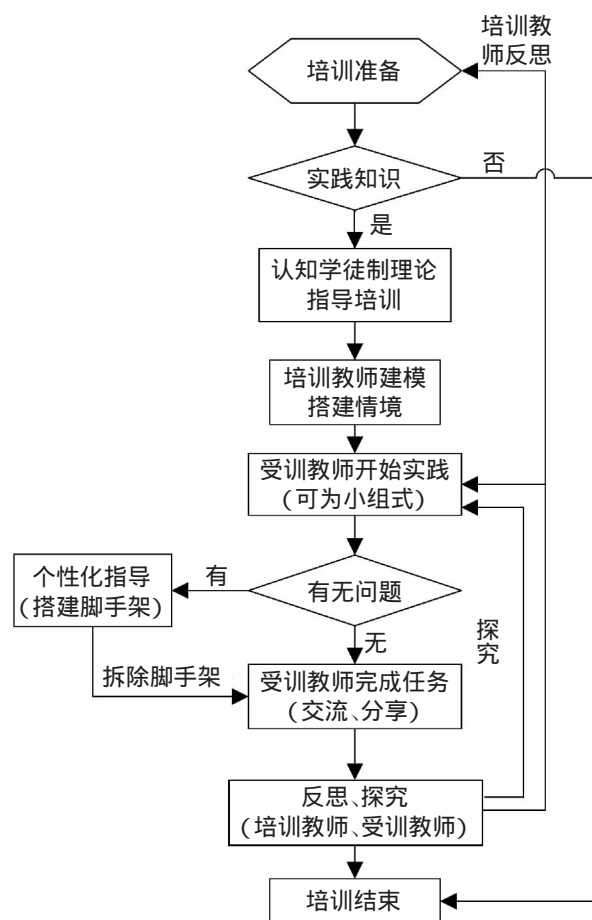 培训教
师反思
培训准备
实践知识
否
是
认知学徒制理论
指导培训
培训教师建模
搭建情境
受训教师开始实践
(可为小组式)
个性化指导
(搭建脚手架)
有
有无问题
无
探
究
拆除脚手架
受训教师完成任务
(交流、分享)
反思、探究
(培训教师、受训教师)
培训结束